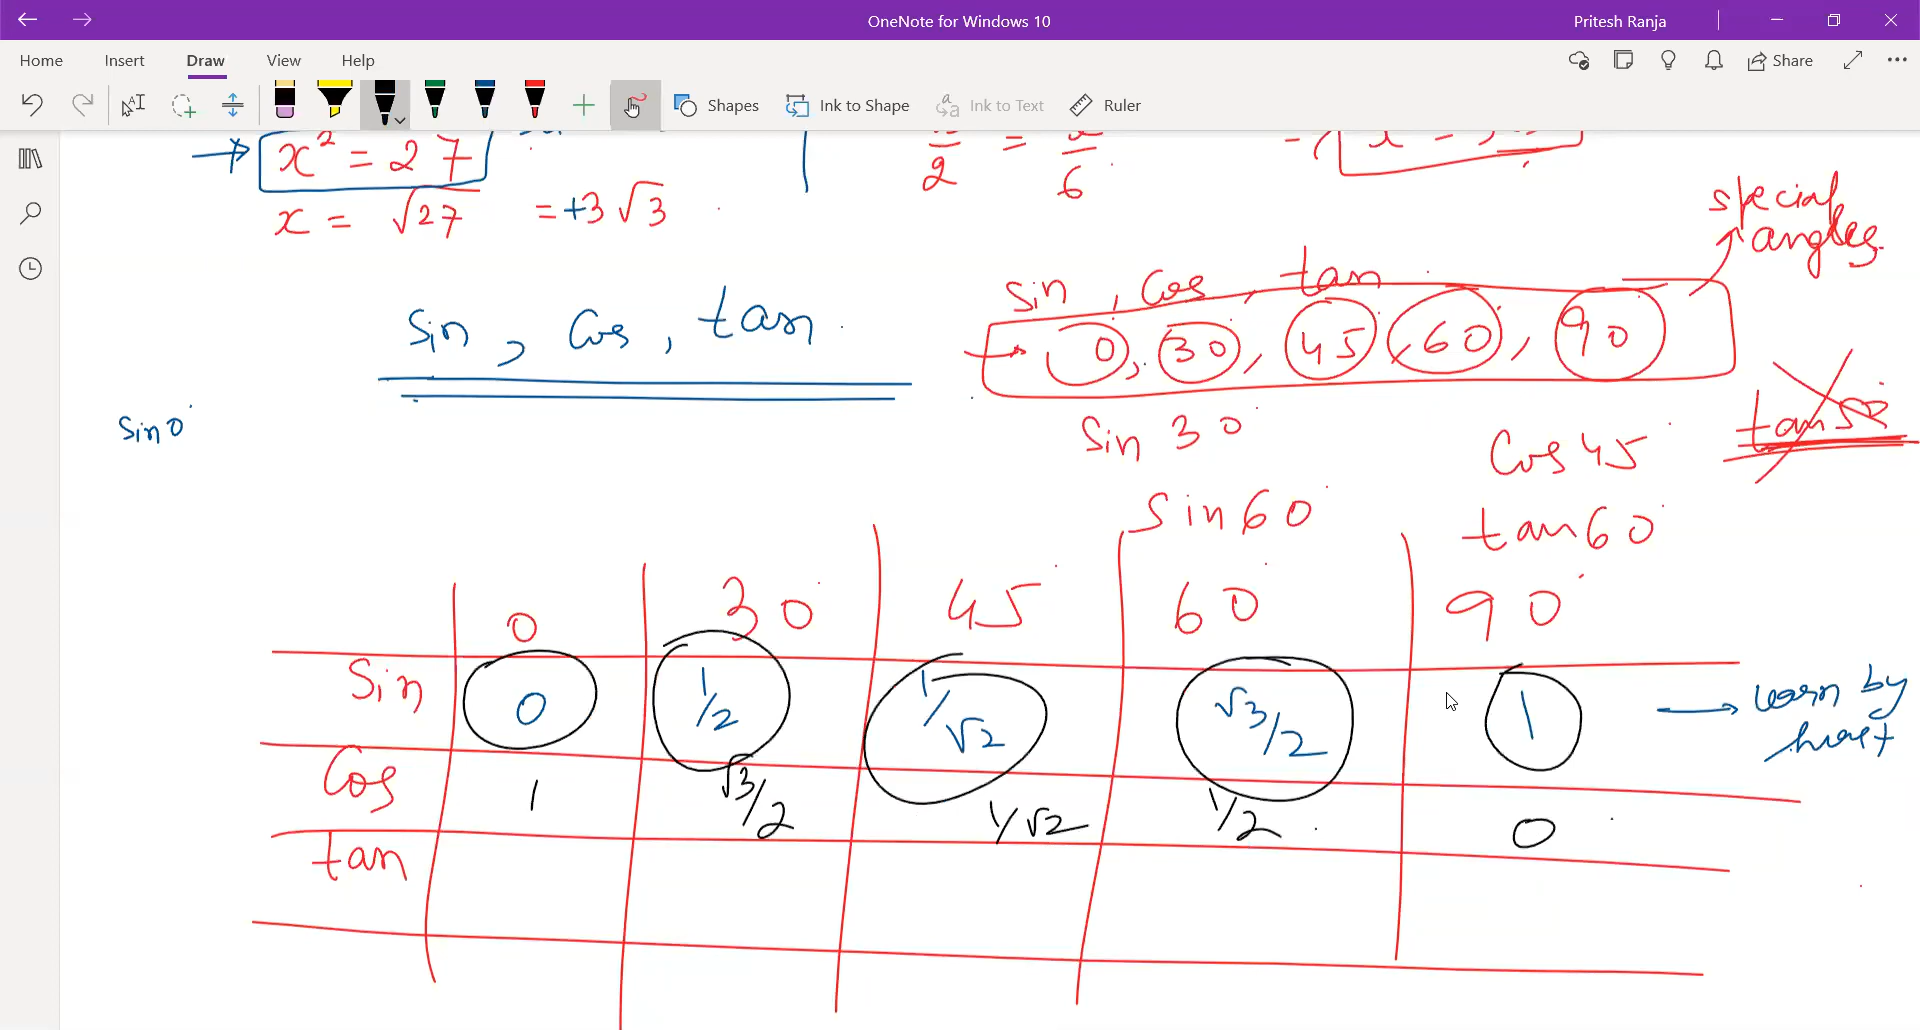 OneNote for Windows 10
Pritesh Ranja
Home Insert Draw View Help
Share
Shapes Ink to Shape Ink to Text Ruler
x² = 27
2 = 6
x = √27 = +3√3
special angles
sin, cos, tan
Sin, Cos, tan
0, 30, 45, 60, 90
Sin 0
Sin 30
Cos 45
Sin 60
tan 60
0 30 45 60 90
Sin 0 1/2 1/√2 √3/2 1
learn by heart
Cos 1 √3/2 1/√2 1/2 0
tan